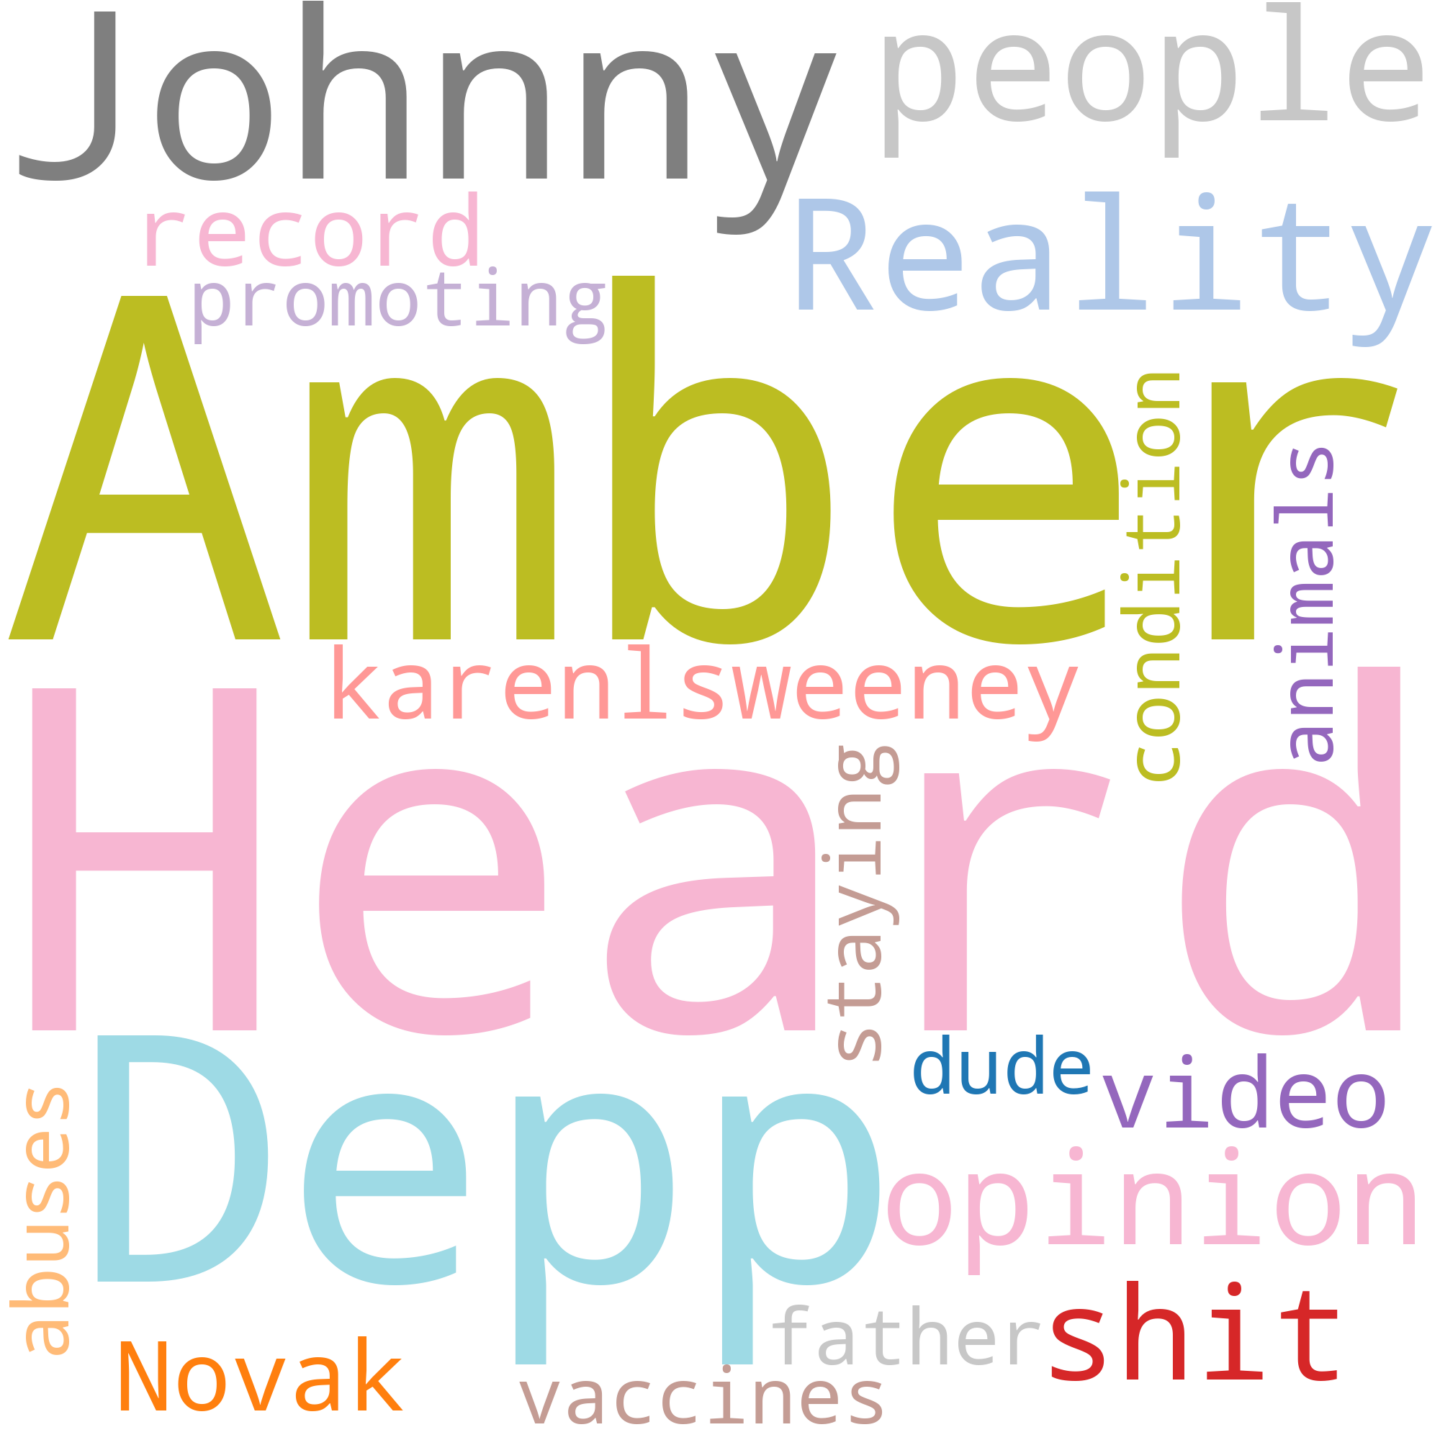 Johnny
people
record
Reality
promoting
Amber
condition
animals
karenlsweeney
Heard
staying
Depp
dude
video
abuses
opinion
shit
father
Novak
vaccines